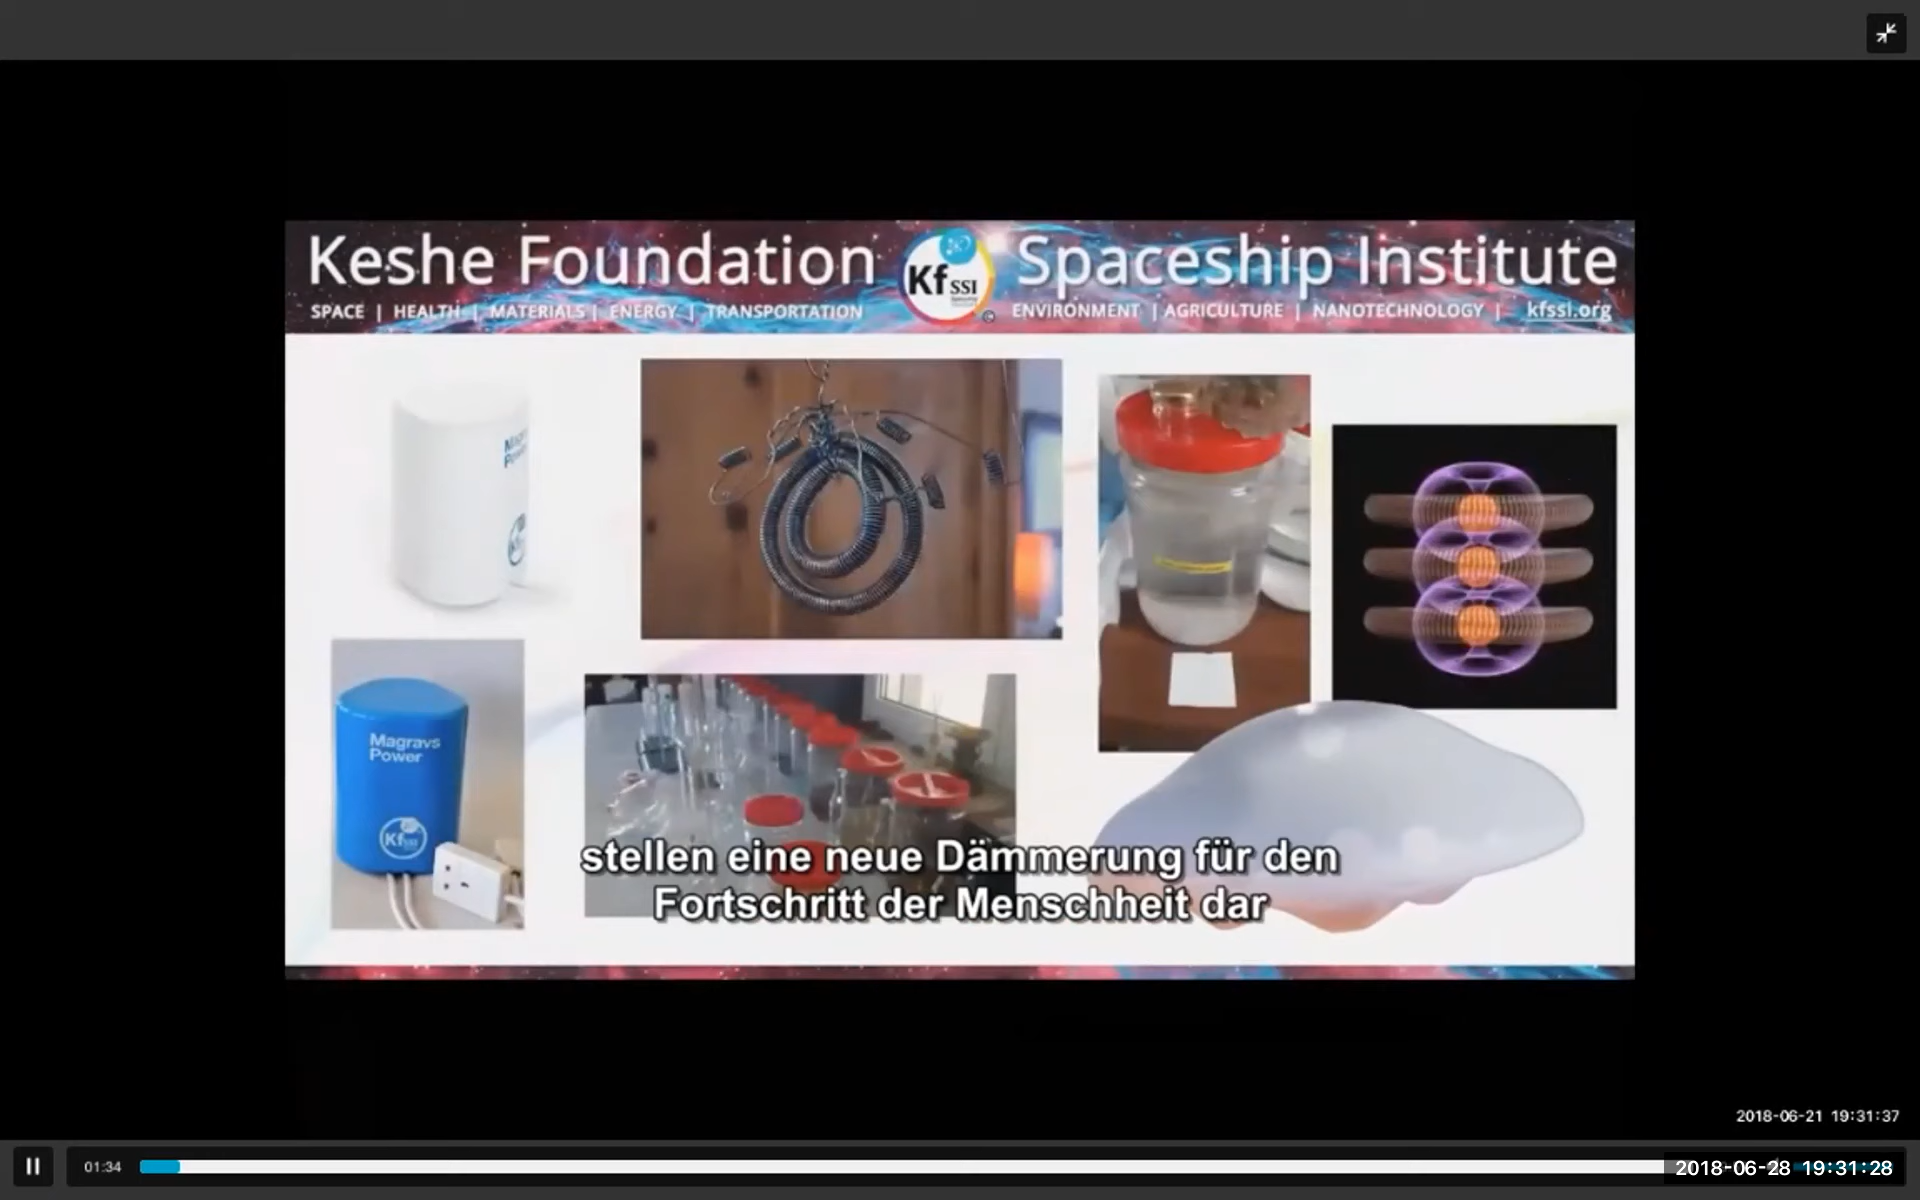 Keshe Foundation
Kf SSI
Spaceship Institute
SPACE | HEALTH | MATERIALS | ENERGY | TRANSPORTATION
©
ENVIRONMENT | AGRICULTURE | NANOTECHNOLOGY | kfssi.org
Magravs
Power
Kf SSI
stellen eine neue Dämmerung für den
Fortschritt der Menschheit dar
2018-06-21 19:31:37
01:34
2018-06-28 19:31:28